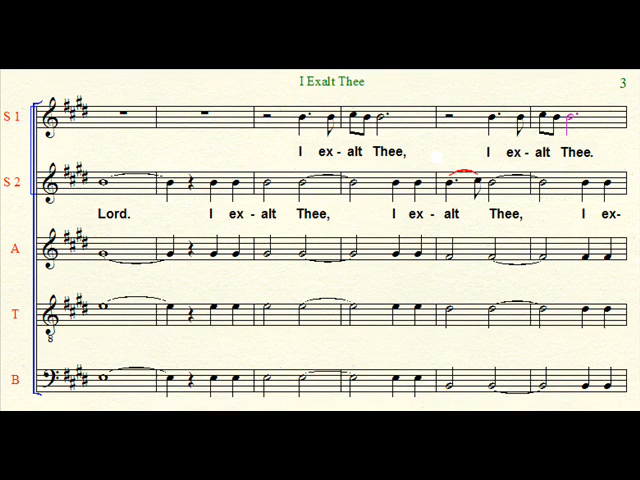 I Exalt Thee
3
S 1
I ex- alt Thee, I ex- alt Thee.
S 2
Lord. I ex - alt Thee, I ex - alt Thee, I ex-
A
T
8
B